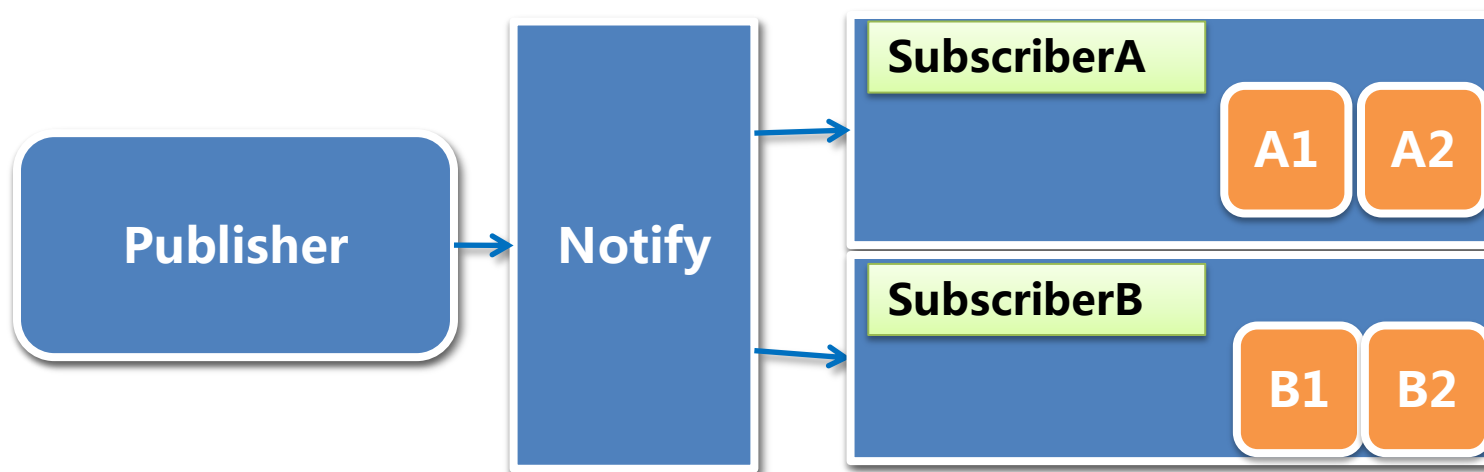 Publisher
Notify
SubscriberA
A1
A2
SubscriberB
B1
B2